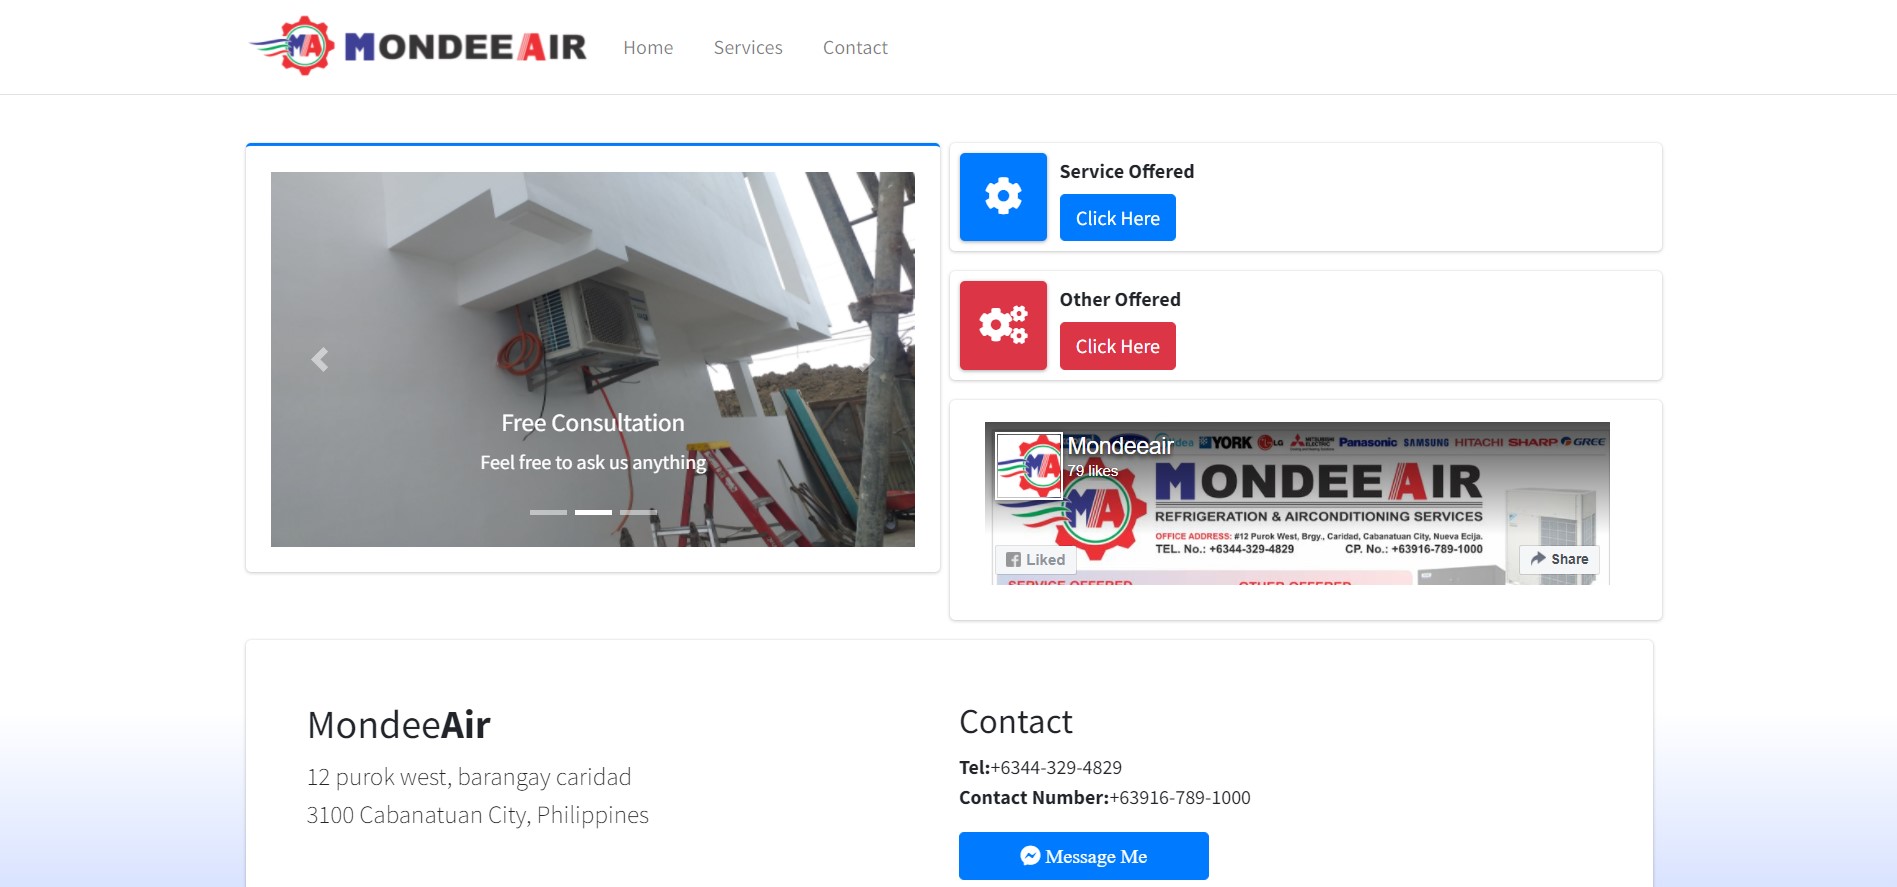 MA MONDEEAIR
Home
Services
Contact
Free Consultation
Feel free to ask us anything
Service Offered
Click Here
Other Offered
Click Here
Mondeeair
79 likes
YORK LG MITSUBISHI ELECTRIC Panasonic SAMSUNG HITACHI SHARP GREE
MA
MA
MONDEEAIR
REFRIGERATION & AIRCONDITIONING SERVICES
OFFICE ADDRESS: #12 Purok West, Brgy., Caridad, Cabanatuan City, Nueva Ecija.
TEL. No.: +6344-329-4829 CP. No.: +63916-789-1000
Liked
Share
SERVICE OFFERED OTHER OFFERED
MondeeAir
12 purok west, barangay caridad
3100 Cabanatuan City, Philippines
Contact
Tel:+6344-329-4829
Contact Number:+63916-789-1000
Message Me